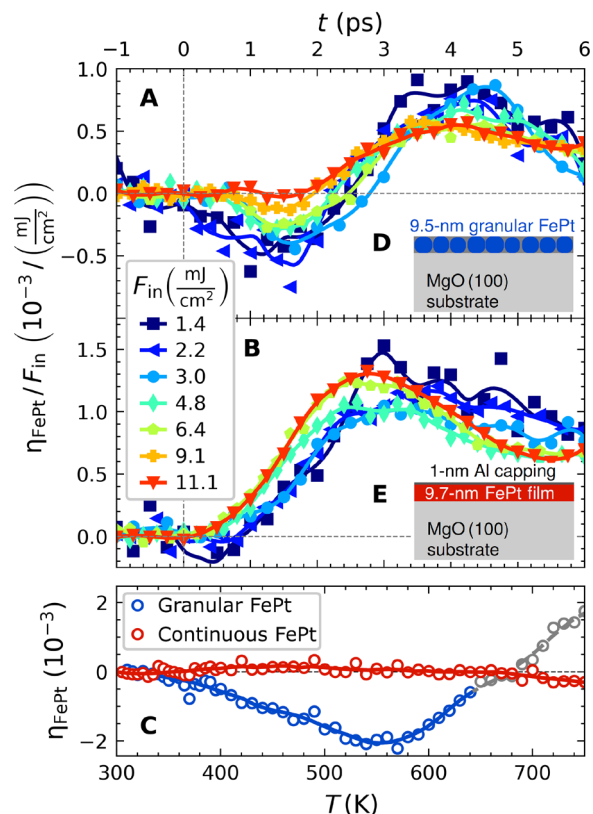 t (ps)
−1 0 1 2 3 4 5 6
A
1.0
0.5
0.0
−0.5
D
9.5-nm granular FePt
MgO (100)
substrate
η_FePt/F_in (10⁻³/(mJ/cm²))
F_in (mJ/cm²)
1.4
2.2
3.0
4.8
6.4
9.1
11.1
B
1.5
1.0
0.5
0.0
E
1-nm Al capping
9.7-nm FePt film
MgO (100)
substrate
η_FePt (10⁻³)
2
0
−2
Granular FePt
Continuous FePt
C
300 400 500 600 700
T (K)